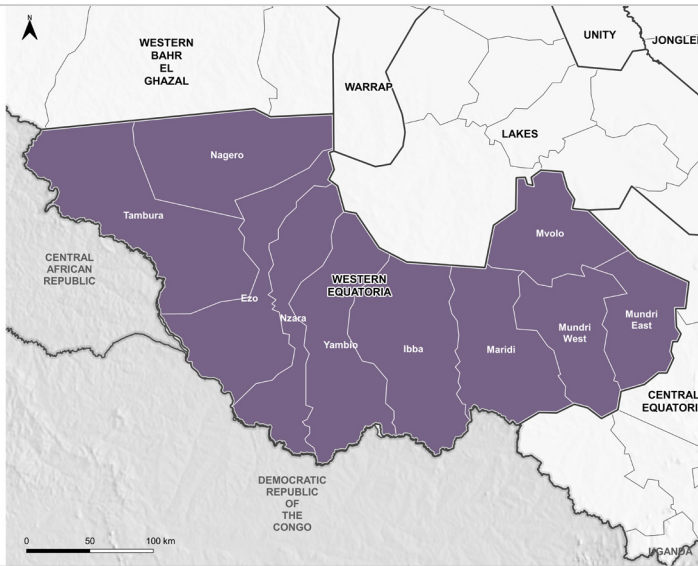 N
WESTERN
BAHR
EL
GHAZAL
UNITY
JONGLEI
WARRAP
LAKES
Nagero
Tambura
Mvolo
CENTRAL
AFRICAN
REPUBLIC
WESTERN
EQUATORIA
Ezo
Nzara
Yambio
Ibba
Maridi
Mundri
West
Mundri
East
CENTRAL
EQUATORI
DEMOCRATIC
REPUBLIC
OF
THE
CONGO
UGANDA
0 50 100 km